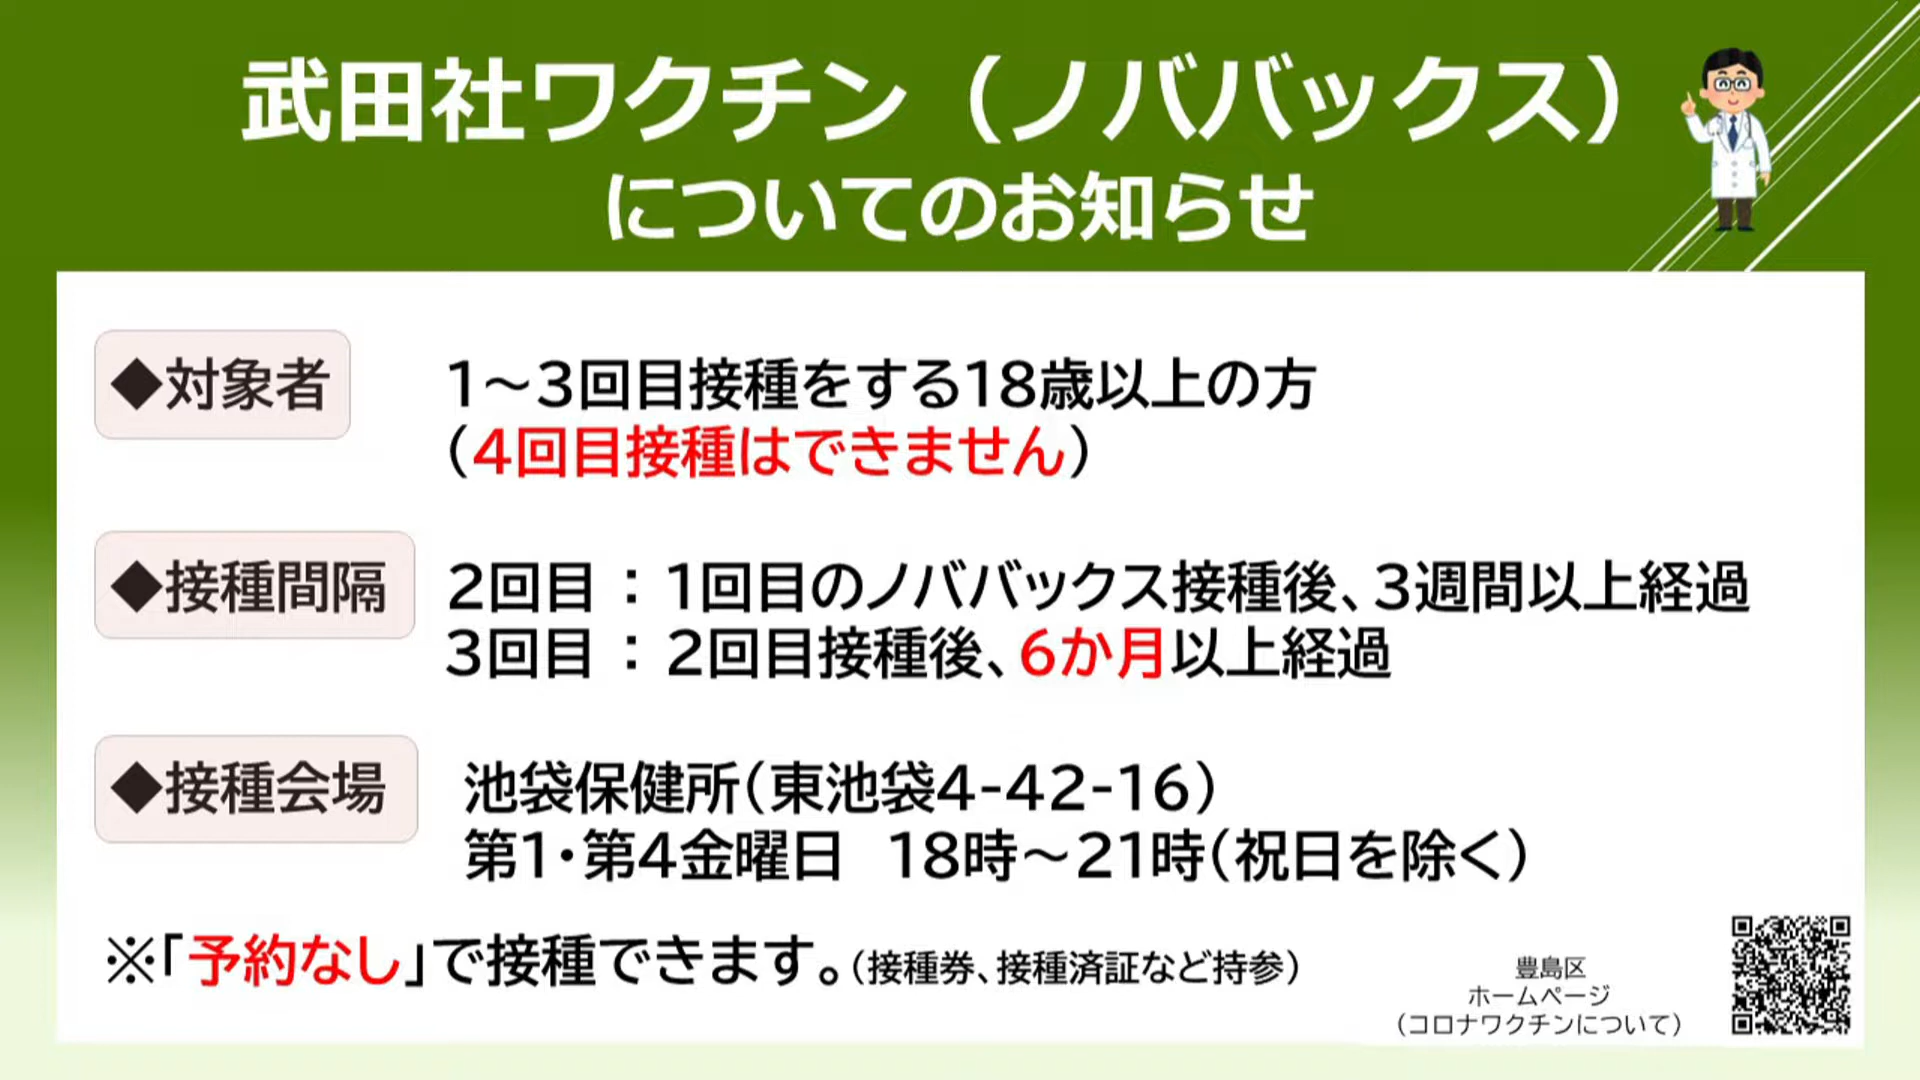 武田社ワクチン（ノババックス）
についてのお知らせ
◆対象者
1～3回目接種をする18歳以上の方
（4回目接種はできません）
◆接種間隔
2回目：1回目のノババックス接種後、3週間以上経過
3回目：2回目接種後、6か月以上経過
◆接種会場
池袋保健所（東池袋4-42-16）
第1・第4金曜日　18時～21時（祝日を除く）
※「予約なし」で接種できます。（接種券、接種済証など持参）
豊島区
ホームページ
（コロナワクチンについて）